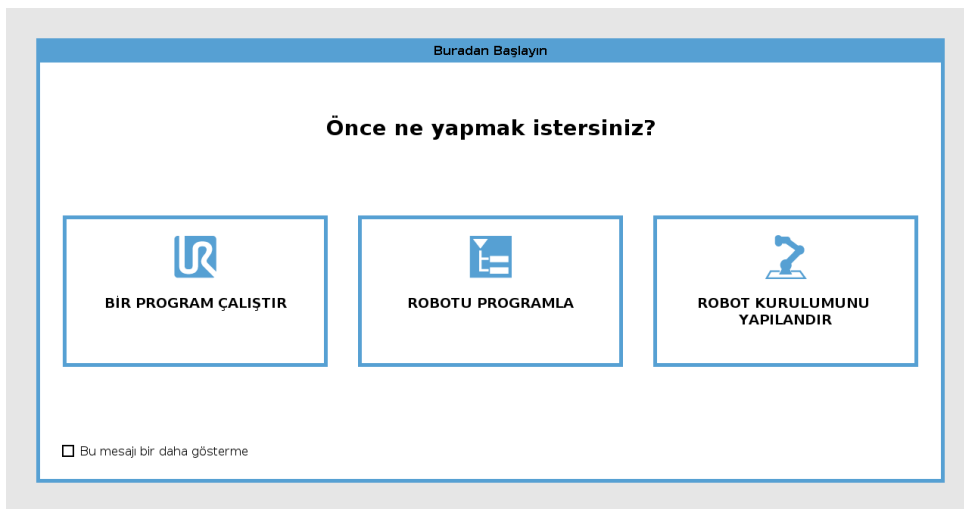 Buradan Başlayın
Önce ne yapmak istersiniz?
BİR PROGRAM ÇALIŞTIR
ROBOTU PROGRAMLA
ROBOT KURULUMUNU
YAPILANDIR
Bu mesajı bir daha gösterme